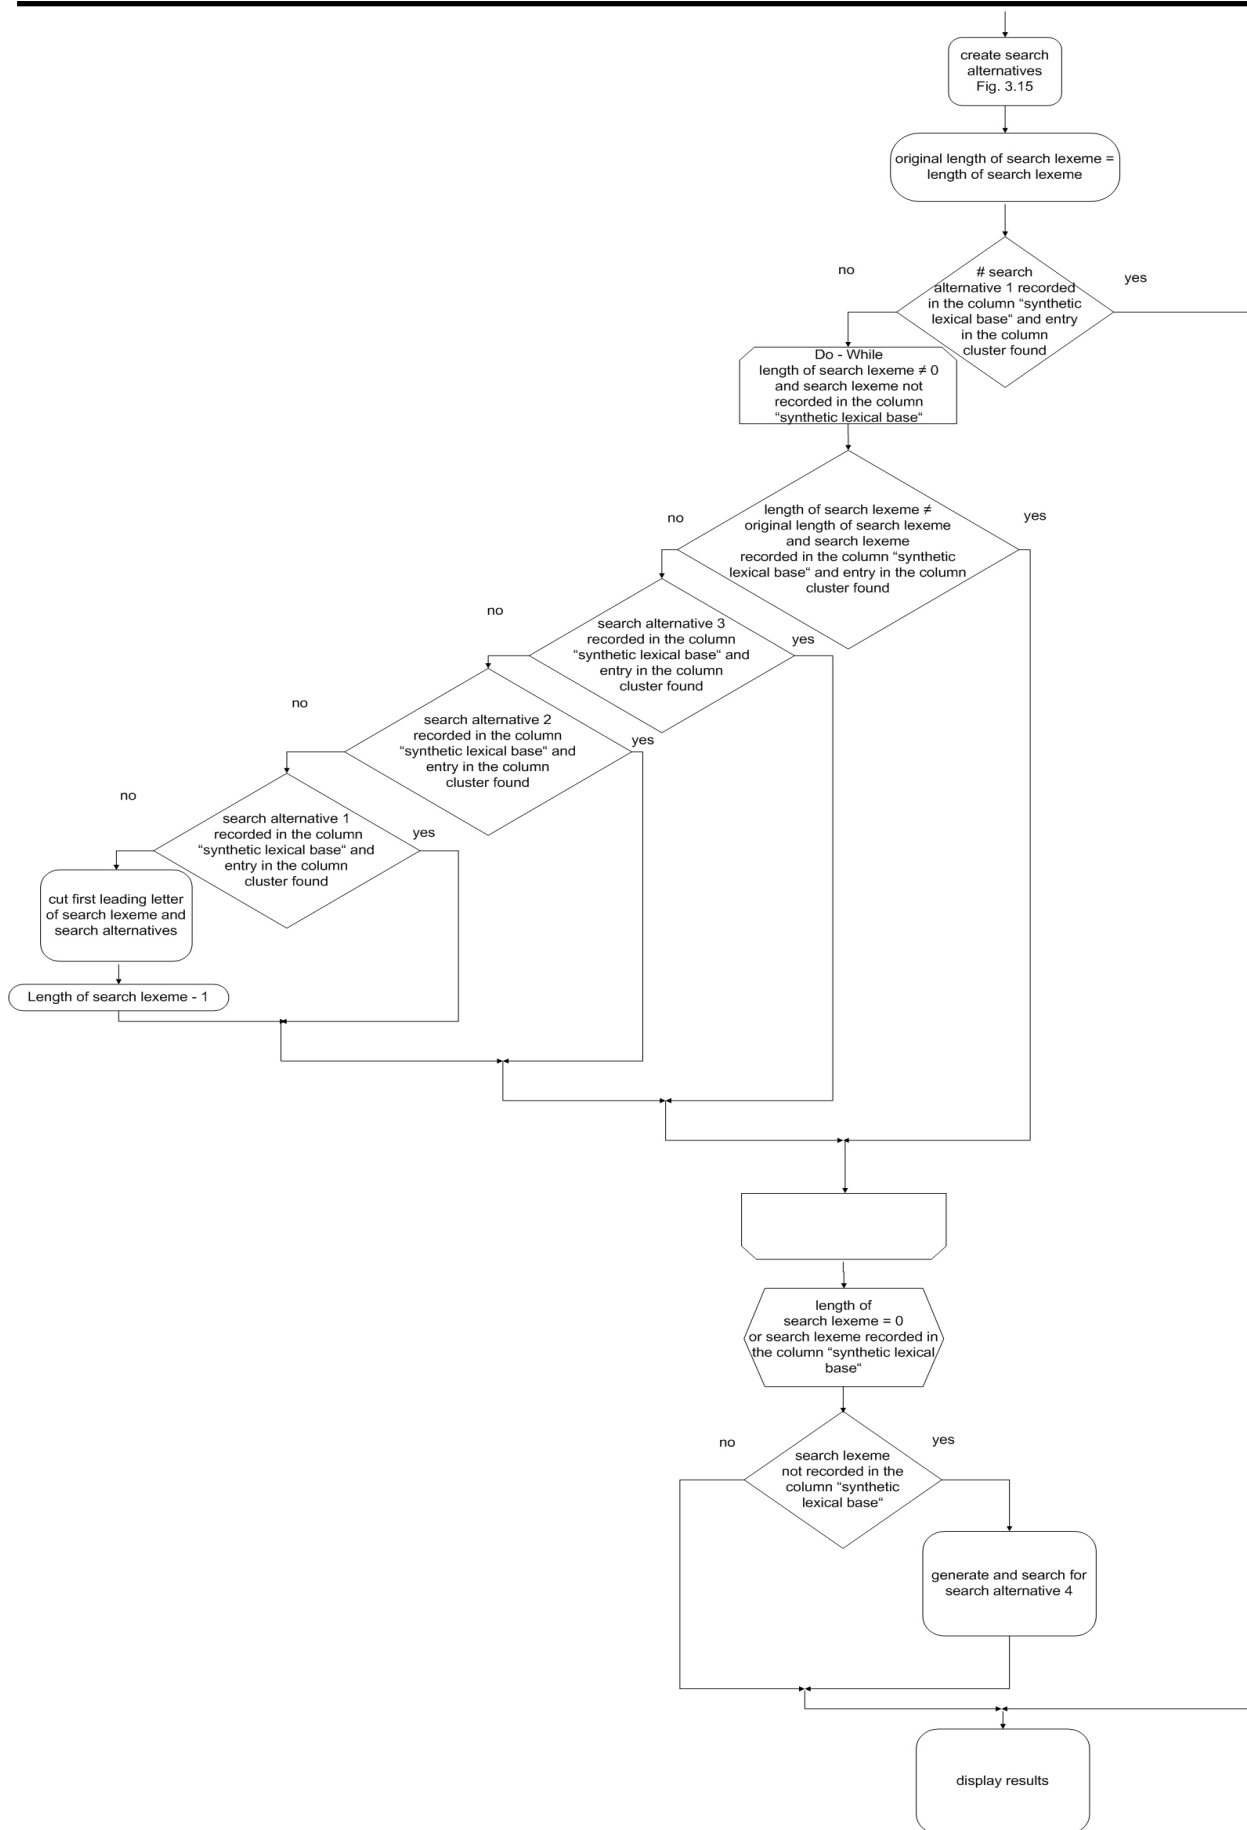 create search
alternatives
Fig. 3.15
original length of search lexeme =
length of search lexeme
no
yes
# search
alternative 1 recorded
in the column “synthetic
lexical base“ and entry
in the column
cluster found
Do - While
length of search lexeme ≠ 0
and search lexeme not
recorded in the column
“synthetic lexical base“
no
yes
length of search lexeme ≠
original length of search lexeme
and search lexeme
recorded in the column “synthetic
lexical base“ and entry in the column
cluster found
no
yes
search alternative 3
recorded in the column
“synthetic lexical base“ and
entry in the column
cluster found
no
yes
search alternative 2
recorded in the column
“synthetic lexical base“ and
entry in the column
cluster found
no
yes
search alternative 1
recorded in the column
“synthetic lexical base“ and
entry in the column
cluster found
cut first leading letter
of search lexeme and
search alternatives
Length of search lexeme - 1
length of
search lexeme = 0
or search lexeme recorded in
the column “synthetic lexical
base“
no
yes
search lexeme
not recorded in the
column “synthetic
lexical base“
generate and search for
search alternative 4
display results